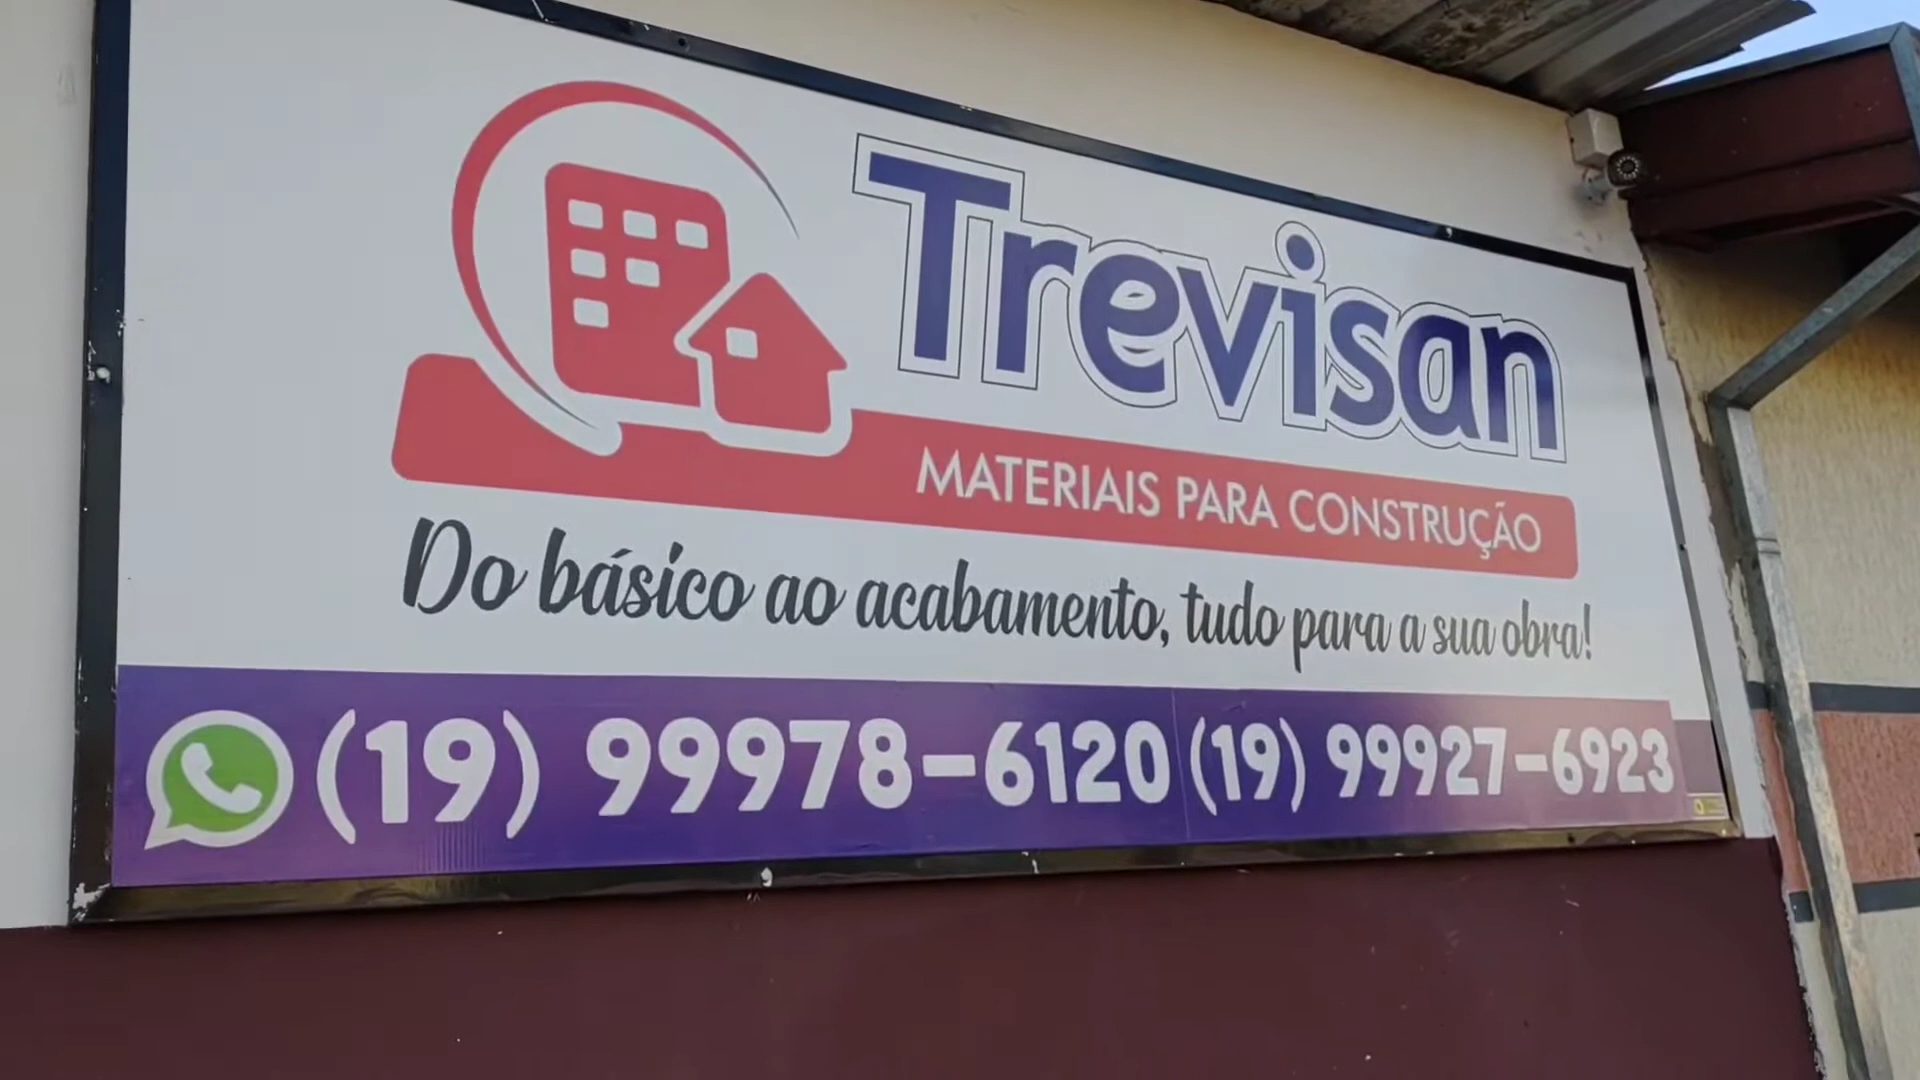 Trevisan
MATERIAIS PARA CONSTRUÇÃO
Do básico ao acabamento, tudo para a sua obra!
(19) 99978-6120 (19) 99927-6923